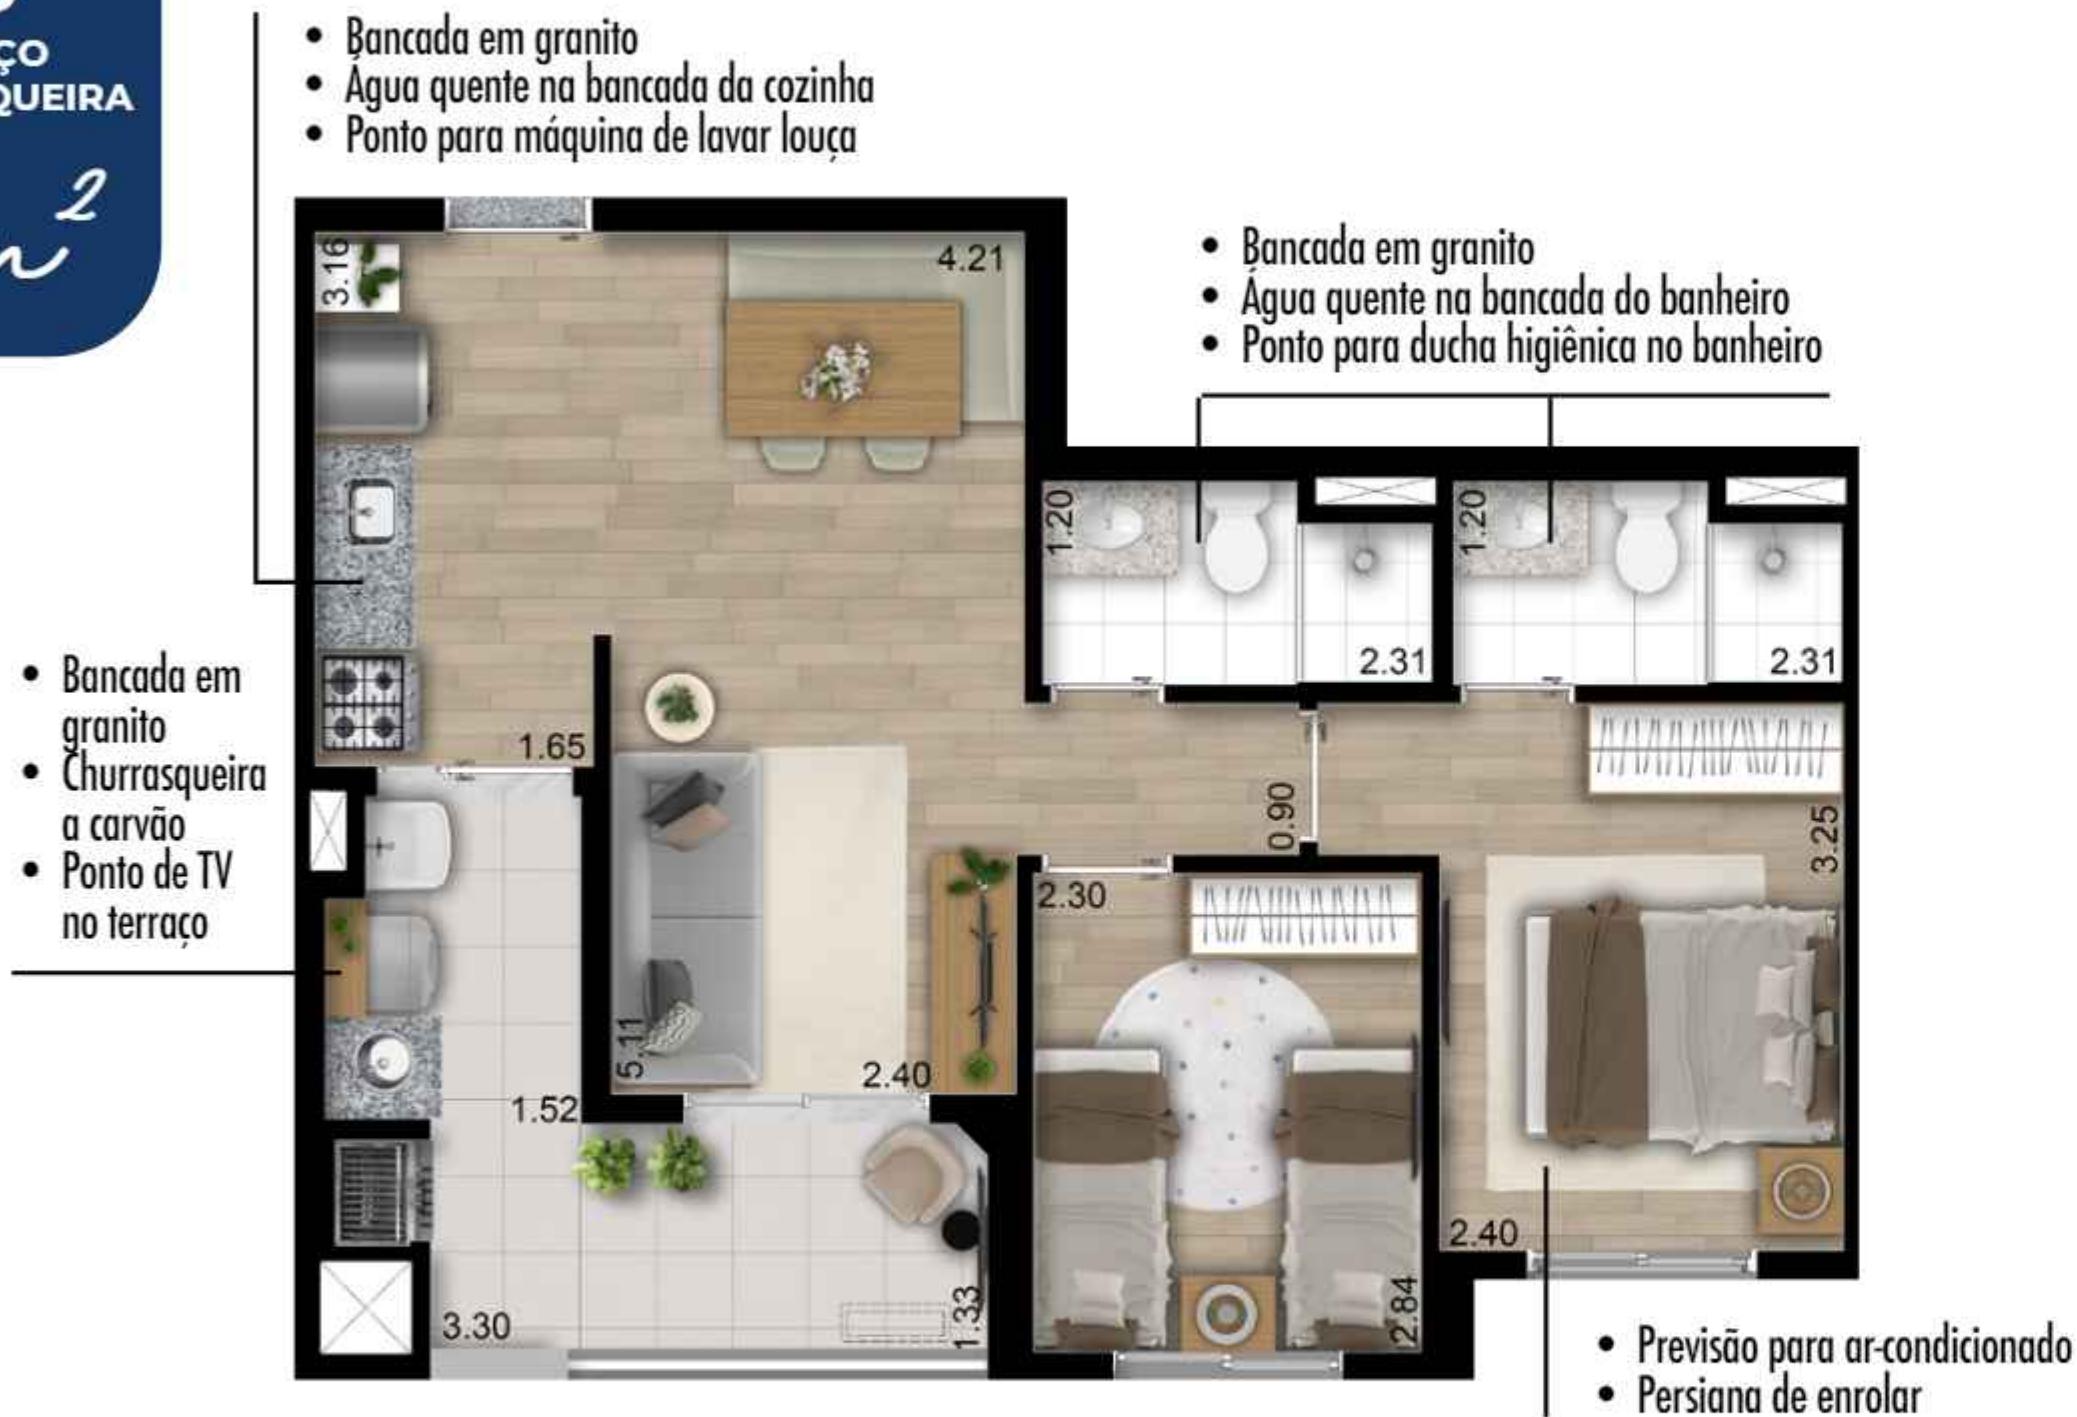 ÇO
QUEIRA
2
• Bancada em granito
• Água quente na bancada da cozinha
• Ponto para máquina de lavar louça
• Bancada em granito
• Água quente na bancada do banheiro
• Ponto para ducha higiênica no banheiro
3.16
4.21
1.20
1.20
2.31
2.31
• Bancada em
granito
• Churrasqueira
a carvão
• Ponto de TV
no terraço
1.65
0.90
3.25
2.30
5.11
2.40
1.52
2.40
3.30
1.33
2.84
• Previsão para ar-condicionado
• Persiana de enrolar